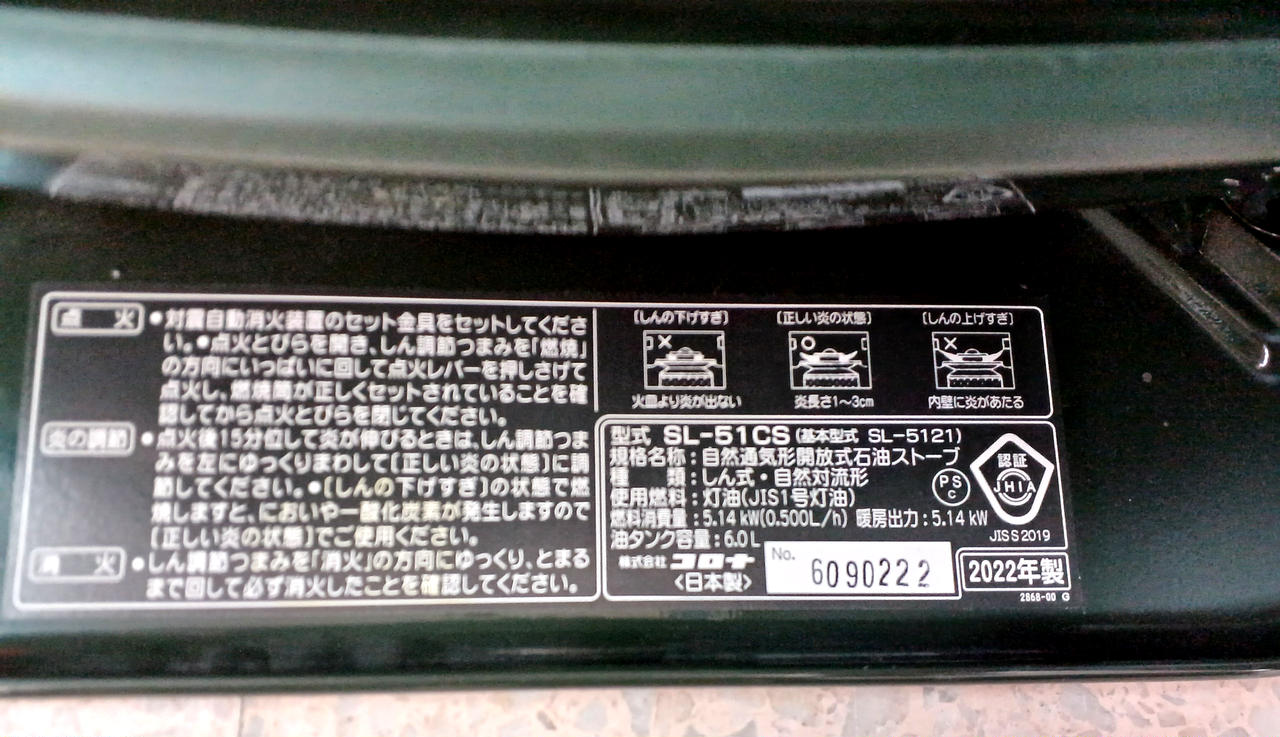 点 火
●対震自動消火装置のセット金具をセットしてくださ
い。●点火とびらを開き、しん調節つまみを「燃焼」
の方向にいっぱいに回して点火レバーを押しさげて
点火し、燃焼筒が正しくセットされていることを確
認してから点火とびらを閉じてください。
炎の調節
●点火後15分位して炎が伸びるときは、しん調節つま
みを左にゆっくりまわして〔正しい炎の状態〕に調
節してください。●〔しんの下げすぎ〕の状態で燃
焼しますと、においや一酸化炭素が発生しますので
〔正しい炎の状態〕でご使用ください。
消 火
●しん調節つまみを「消火」の方向にゆっくり、とまる
まで回して必ず消火したことを確認してください。
〔しんの下げすぎ〕 〔正しい炎の状態〕 〔しんの上げすぎ〕
火皿より炎が出ない 炎長さ1~3cm 内壁に炎があたる
型式 SL-51CS (基本型式 SL-5121)
規格名称:自然通気形開放式石油ストーブ
種 類:しん式・自然対流形
使用燃料:灯油(JIS1号灯油)
燃料消費量:5.14kW(0.500L/h) 暖房出力:5.14kW
油タンク容量:6.0L
PS
C
認証
JHIA
JISS2019
株式会社 コロナ
〈日本製〉
No.
6090222
2022年製
2868-00 G